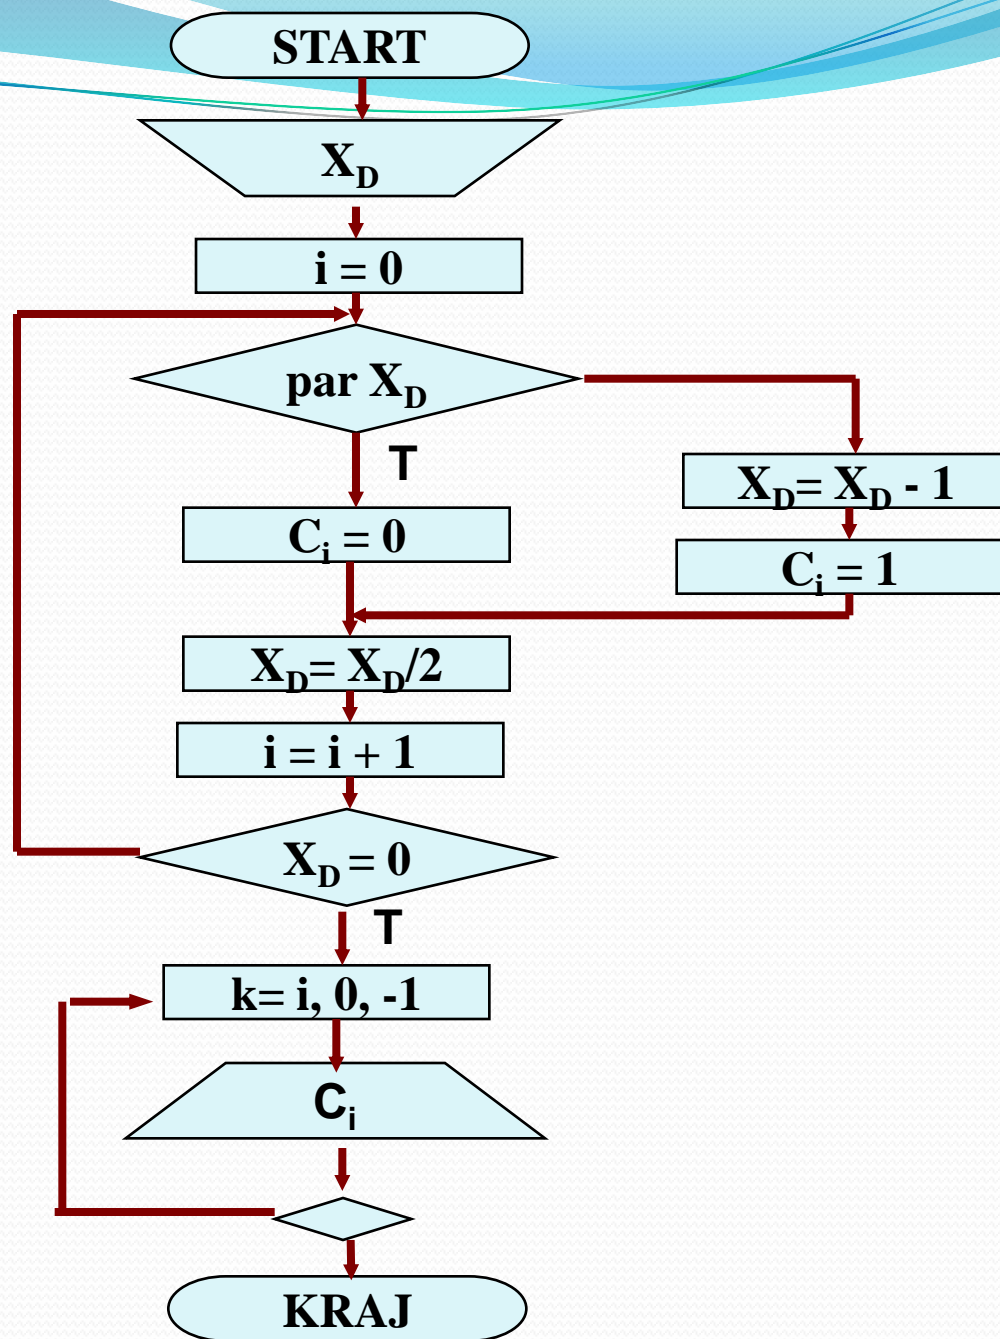 START
X_D
i = 0
par X_D
T
X_D= X_D - 1
C_i = 0
C_i = 1
X_D= X_D/2
i = i + 1
X_D = 0
T
k= i, 0, -1
C_i
KRAJ